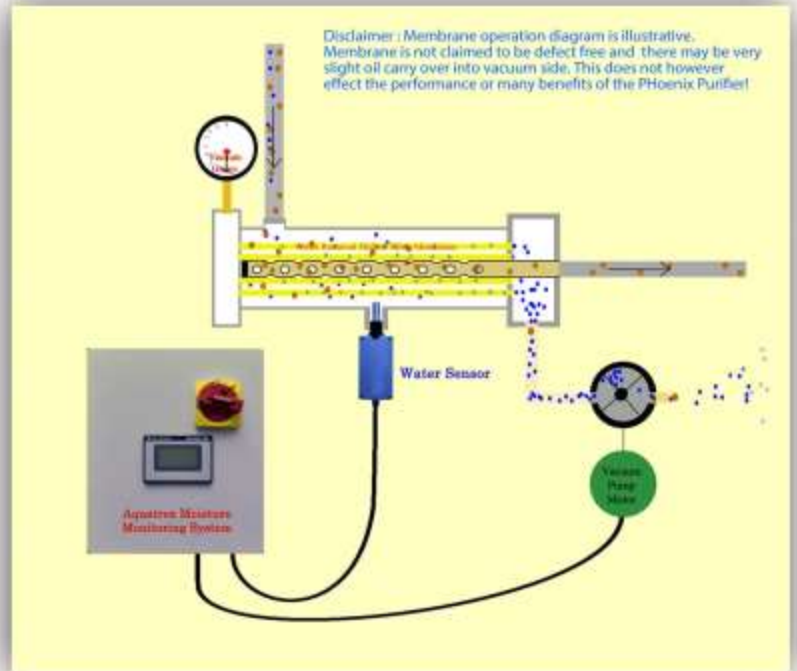 Disclaimer : Membrane operation diagram is illustrative.
Membrane is not claimed to be defect free and there may be very
slight oil carry over into vacuum side. This does not however
effect the performance or many benefits of the PHoenix Purifier!
Vacuum
Water Sensor
Vacuum
Pump
Motor
Moisture
Monitoring System